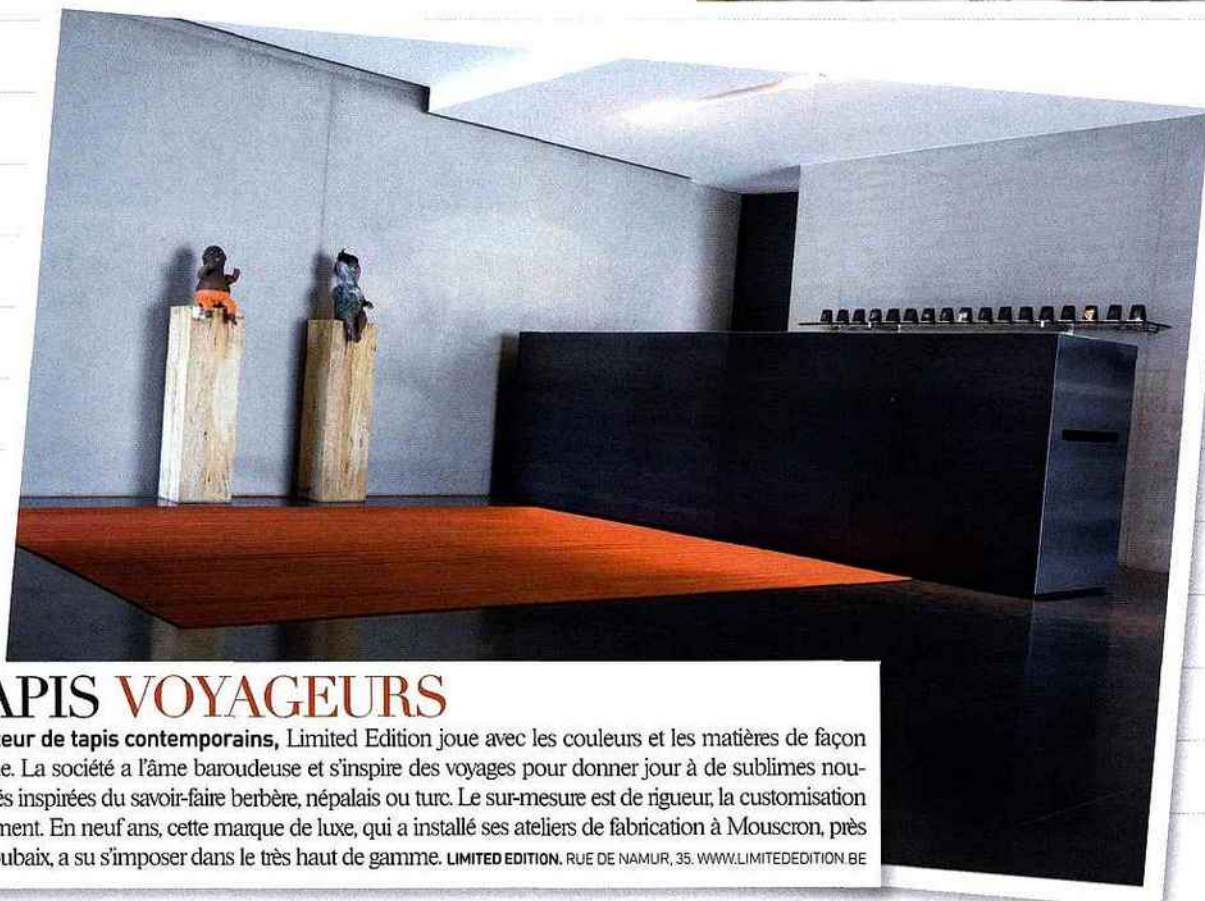 APIS VOYAGEURS
eur de tapis contemporains, Limited Edition joue avec les couleurs et les matières de façon
e. La société a l'âme baroudeuse et s'inspire des voyages pour donner jour à de sublimes nou-
és inspirées du savoir-faire berbère, népalais ou turc. Le sur-mesure est de rigueur, la customisation
ment. En neuf ans, cette marque de luxe, qui a installé ses ateliers de fabrication à Mouscron, près
oubaix, a su s'imposer dans le très haut de gamme. LIMITED EDITION. RUE DE NAMUR, 35. WWW.LIMITEDEDITION.BE